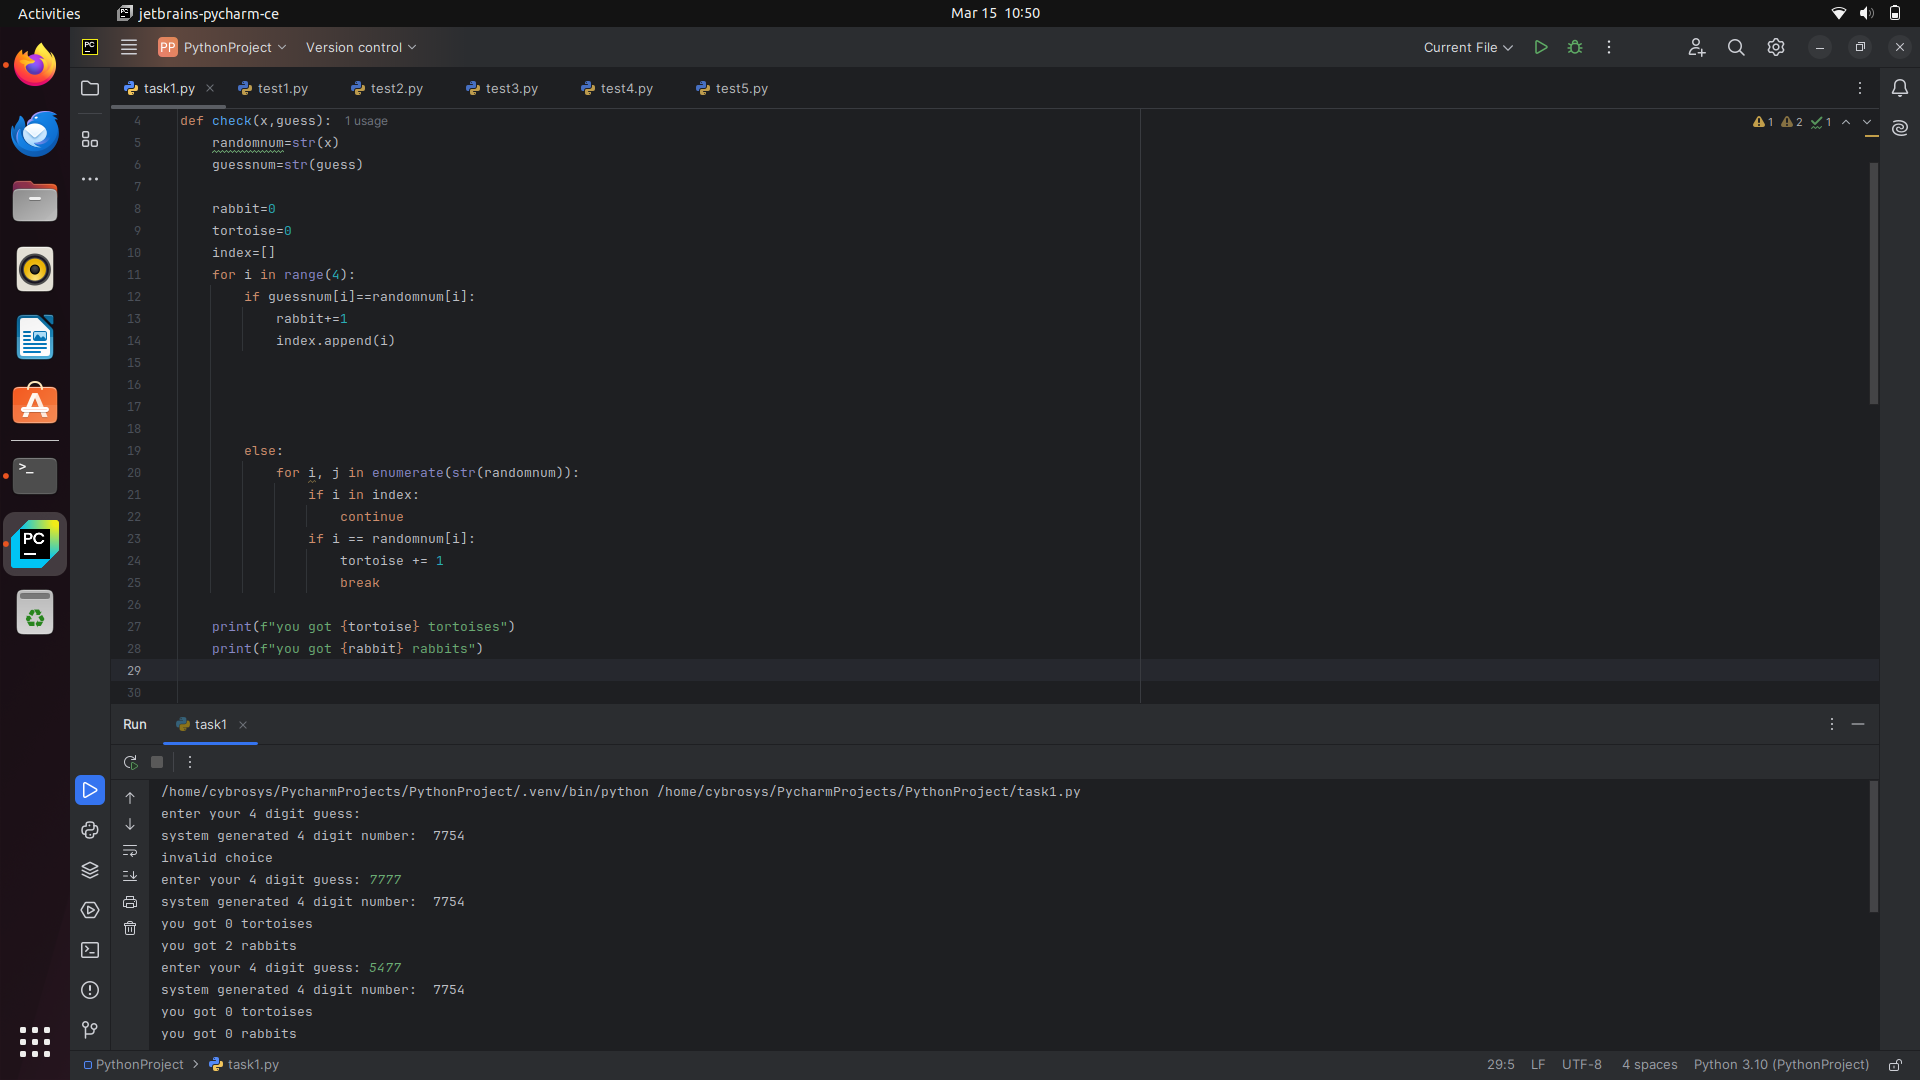 Activities
jetbrains-pycharm-ce
Mar 15 10:50
PC
PP PythonProject
Version control
Current File
task1.py
test1.py
test2.py
test3.py
test4.py
test5.py
4 def check(x,guess): 1 usage
1 2 1
5 randomnum=str(x)
6 guessnum=str(guess)
7
8 rabbit=0
9 tortoise=0
10 index=[]
11 for i in range(4):
12 if guessnum[i]==randomnum[i]:
13 rabbit+=1
14 index.append(i)
15
16
17
18
19 else:
20 for i, j in enumerate(str(randomnum)):
21 if i in index:
22 continue
23 if i == randomnum[i]:
24 tortoise += 1
25 break
26
27 print(f"you got {tortoise} tortoises")
28 print(f"you got {rabbit} rabbits")
29
30
PC
Run
task1
/home/cybrosys/PycharmProjects/PythonProject/.venv/bin/python /home/cybrosys/PycharmProjects/PythonProject/task1.py
enter your 4 digit guess:
system generated 4 digit number:  7754
invalid choice
enter your 4 digit guess: 7777
system generated 4 digit number:  7754
you got 0 tortoises
you got 2 rabbits
enter your 4 digit guess: 5477
system generated 4 digit number:  7754
you got 0 tortoises
you got 0 rabbits
PythonProject > task1.py
29:5 LF UTF-8 4 spaces Python 3.10 (PythonProject)